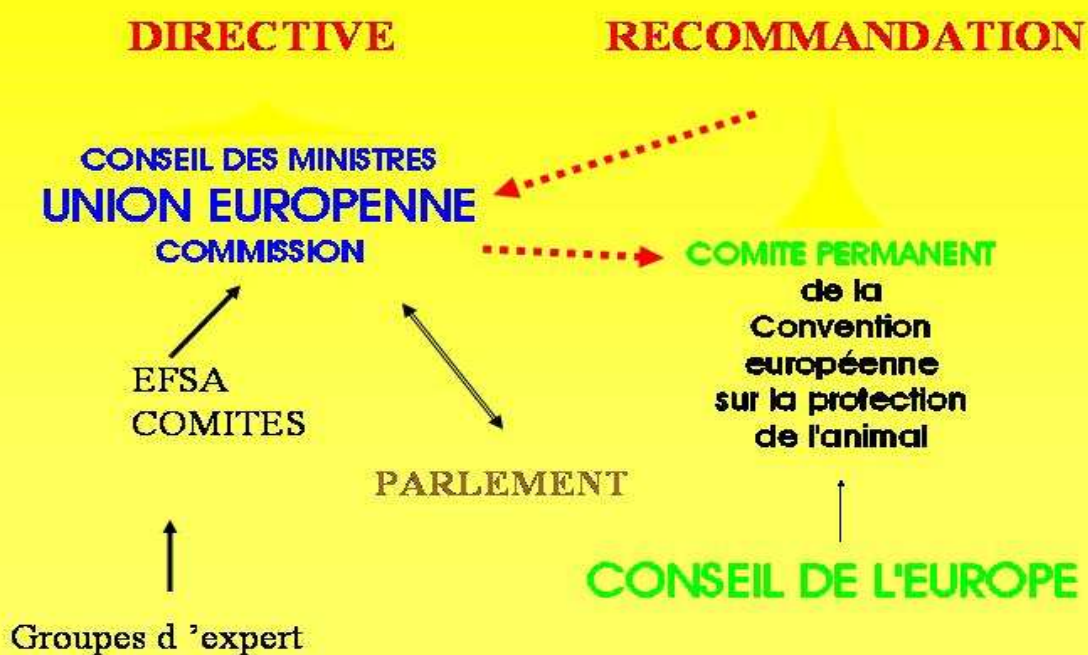 DIRECTIVE
RECOMMANDATION
CONSEIL DES MINISTRES
UNION EUROPENNE
COMMISSION
COMITE PERMANENT
de la
Convention
européenne
sur la protection
de l'animal
EFSA
COMITES
PARLEMENT
CONSEIL DE L'EUROPE
Groupes d ’expert